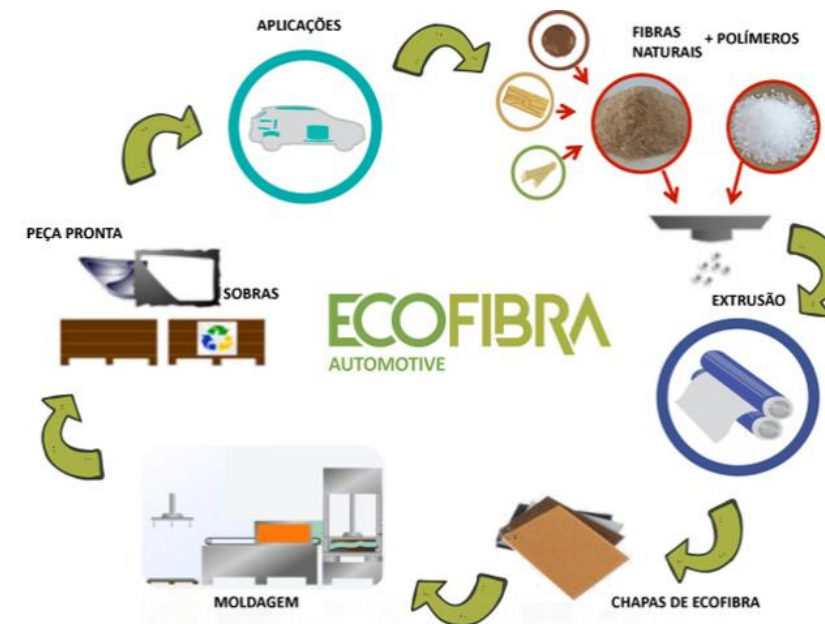 APLICAÇÕES
FIBRAS
NATURAIS + POLÍMEROS
PEÇA PRONTA
SOBRAS
EXTRUSÃO
ECOFIBRA
AUTOMOTIVE
MOLDAGEM
CHAPAS DE ECOFIBRA